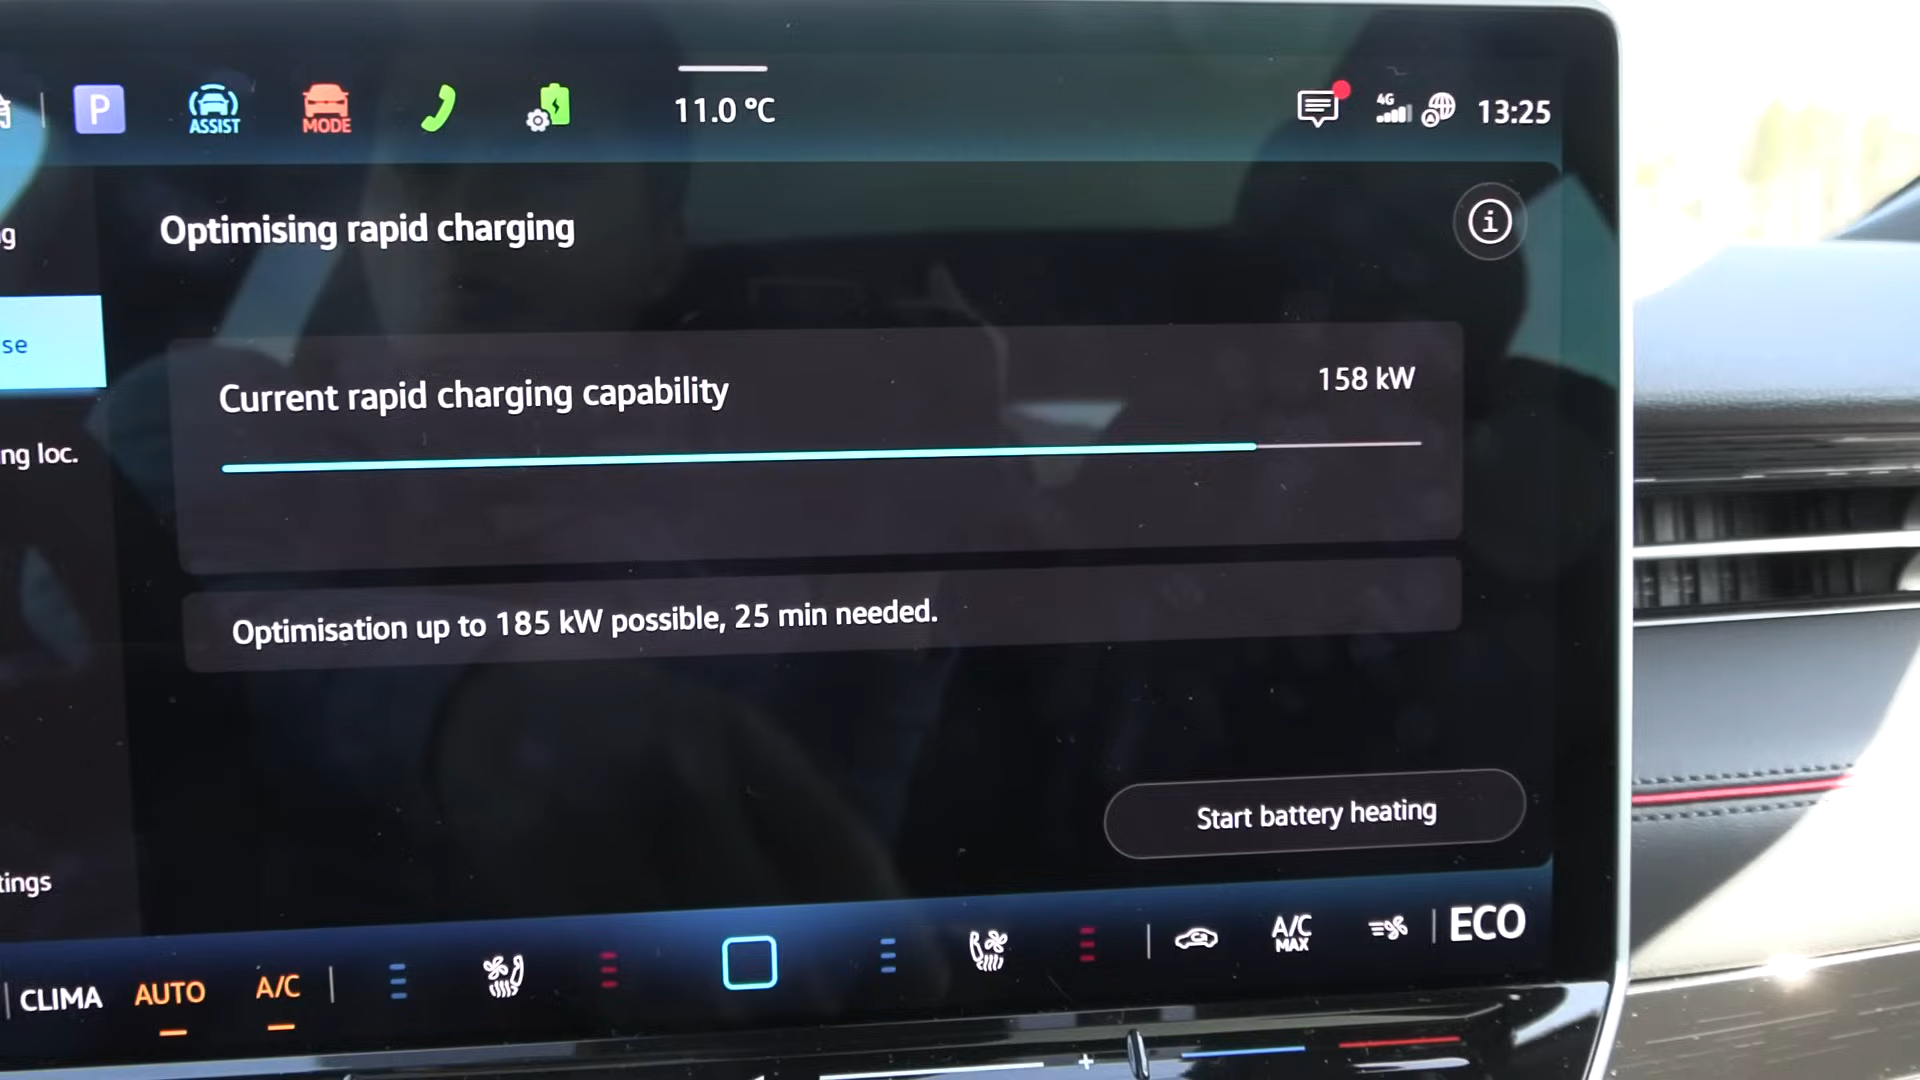 P
ASSIST
MODE
11.0 °C
4G
13:25
g
Optimising rapid charging
i
se
Current rapid charging capability
158 kW
ng loc.
Optimisation up to 185 kW possible, 25 min needed.
Start battery heating
tings
CLIMA
AUTO
A/C
A/C
MAX
ECO
+